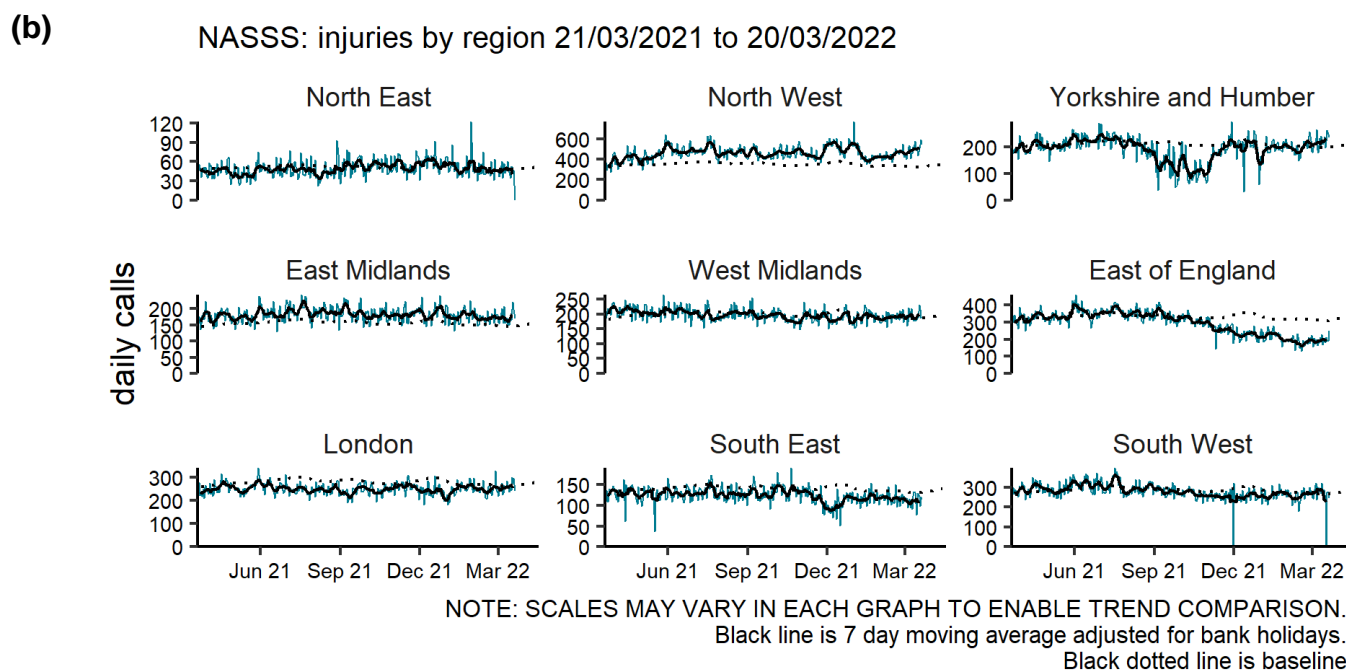 (b)
NASSS: injuries by region 21/03/2021 to 20/03/2022
daily calls
North East
120
90
60
30
0
North West
600
400
200
0
Yorkshire and Humber
200
100
0
East Midlands
200
150
100
50
0
West Midlands
250
200
150
100
50
0
East of England
400
300
200
100
0
London
300
200
100
0
Jun 21 Sep 21 Dec 21 Mar 22
South East
150
100
50
0
Jun 21 Sep 21 Dec 21 Mar 22
South West
300
200
100
0
Jun 21 Sep 21 Dec 21 Mar 22
NOTE: SCALES MAY VARY IN EACH GRAPH TO ENABLE TREND COMPARISON.
Black line is 7 day moving average adjusted for bank holidays.
Black dotted line is baseline